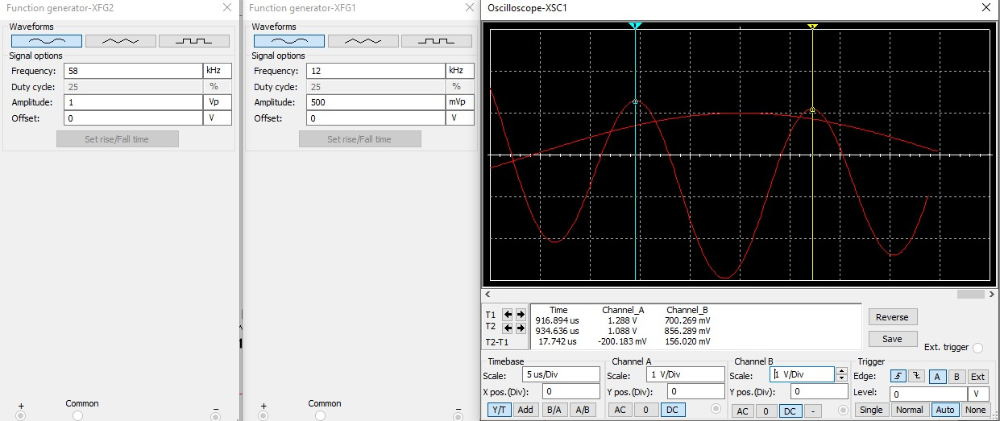 Function generator-XFG2
Waveforms
Signal options
Frequency: 58 kHz
Duty cycle: 25 %
Amplitude: 1 Vp
Offset: 0 V
Set rise/Fall time
+ Common −
Function generator-XFG1
Waveforms
Signal options
Frequency: 12 kHz
Duty cycle: 25 %
Amplitude: 500 mVp
Offset: 0 V
Set rise/Fall time
+ Common −
Oscilloscope-XSC1
1 2
Time Channel_A Channel_B
T1 916.894 us 1.288 V 700.269 mV
T2 934.636 us 1.088 V 856.289 mV
T2-T1 17.742 us -200.183 mV 156.020 mV
Reverse
Save
Ext. trigger
Timebase
Scale: 5 us/Div
X pos.(Div): 0
Y/T Add B/A A/B
Channel A
Scale: 1 V/Div
Y pos.(Div): 0
AC 0 DC
Channel B
Scale: 1 V/Div
Y pos.(Div): 0
AC 0 DC -
Trigger
Edge: A B Ext
Level: 0 V
Single Normal Auto None